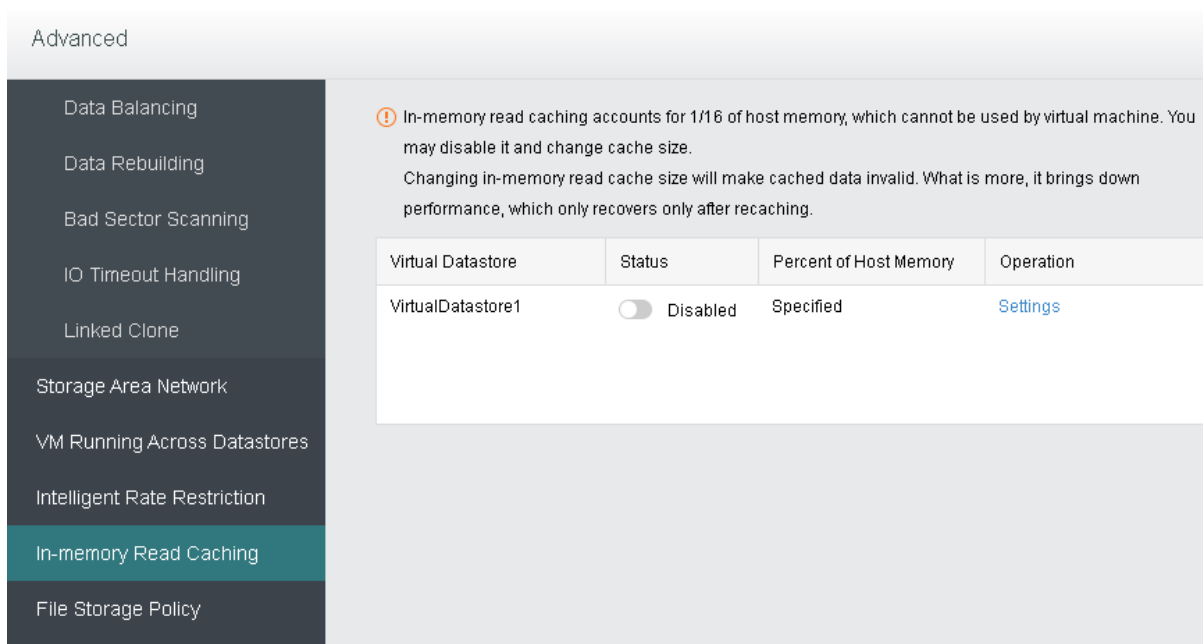 Advanced
Data Balancing
Data Rebuilding
Bad Sector Scanning
IO Timeout Handling
Linked Clone
Storage Area Network
VM Running Across Datastores
Intelligent Rate Restriction
In-memory Read Caching
File Storage Policy
In-memory read caching accounts for 1/16 of host memory, which cannot be used by virtual machine. You
may disable it and change cache size.
Changing in-memory read cache size will make cached data invalid. What is more, it brings down
performance, which only recovers only after recaching.
Virtual Datastore Status Percent of Host Memory Operation
VirtualDatastore1 Disabled Specified Settings